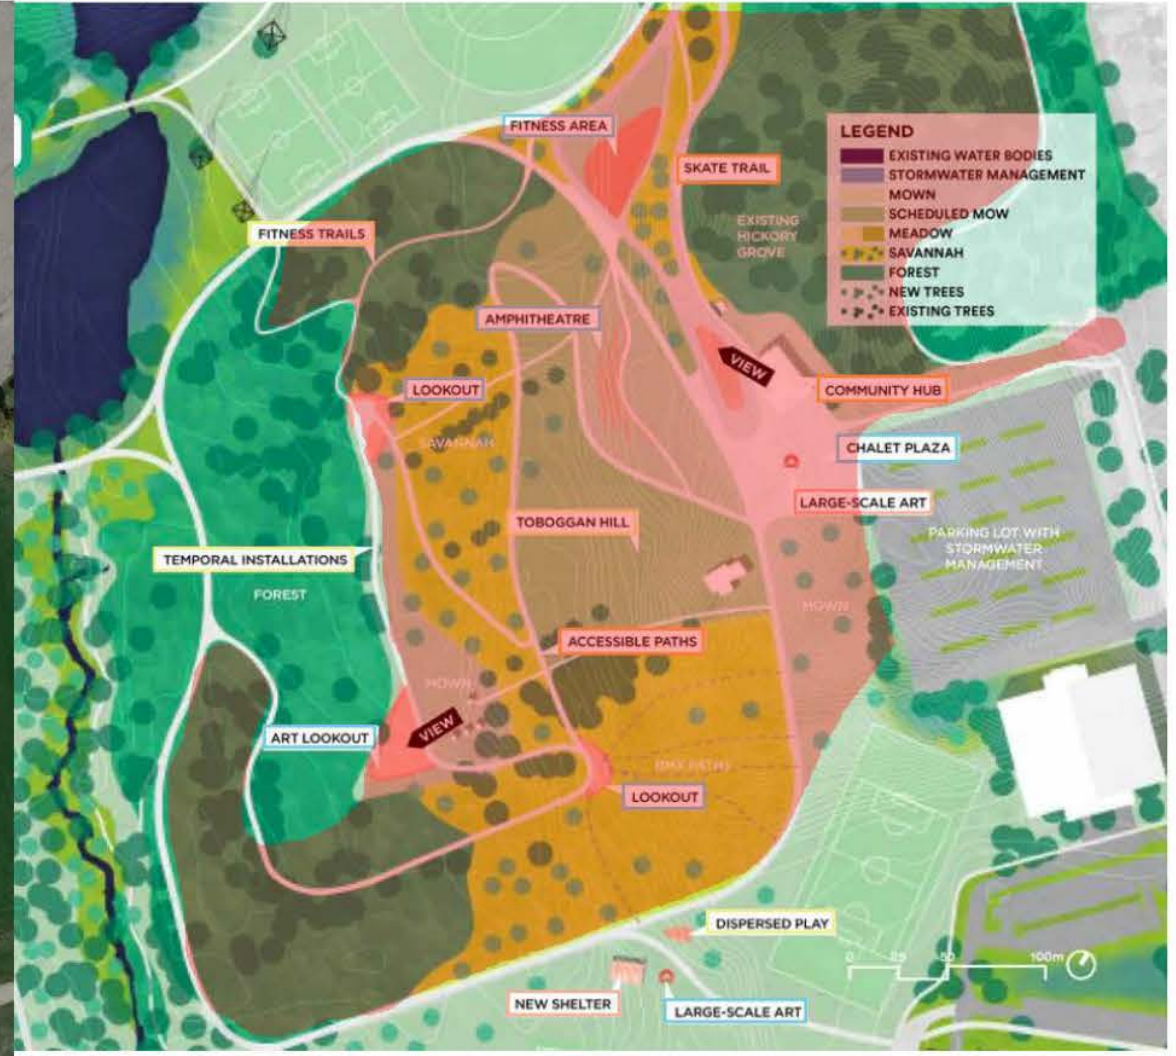 FITNESS AREA
SKATE TRAIL
LEGEND
EXISTING WATER BODIES
STORMWATER MANAGEMENT
MOWN
SCHEDULED MOW
MEADOW
SAVANNAH
FOREST
NEW TREES
EXISTING TREES
EXISTING
HICKORY
GROVE
FITNESS TRAILS
AMPHITHEATRE
VIEW
LOOKOUT
COMMUNITY HUB
SAVANNAH
CHALET PLAZA
LARGE-SCALE ART
TOBOGGAN HILL
PARKING LOT WITH
STORMWATER
MANAGEMENT
TEMPORAL INSTALLATIONS
FOREST
MOWN
ACCESSIBLE PATHS
MOWN
VIEW
ART LOOKOUT
BMX PATHS
LOOKOUT
DISPERSED PLAY
0 25 50 100m
NEW SHELTER
LARGE-SCALE ART